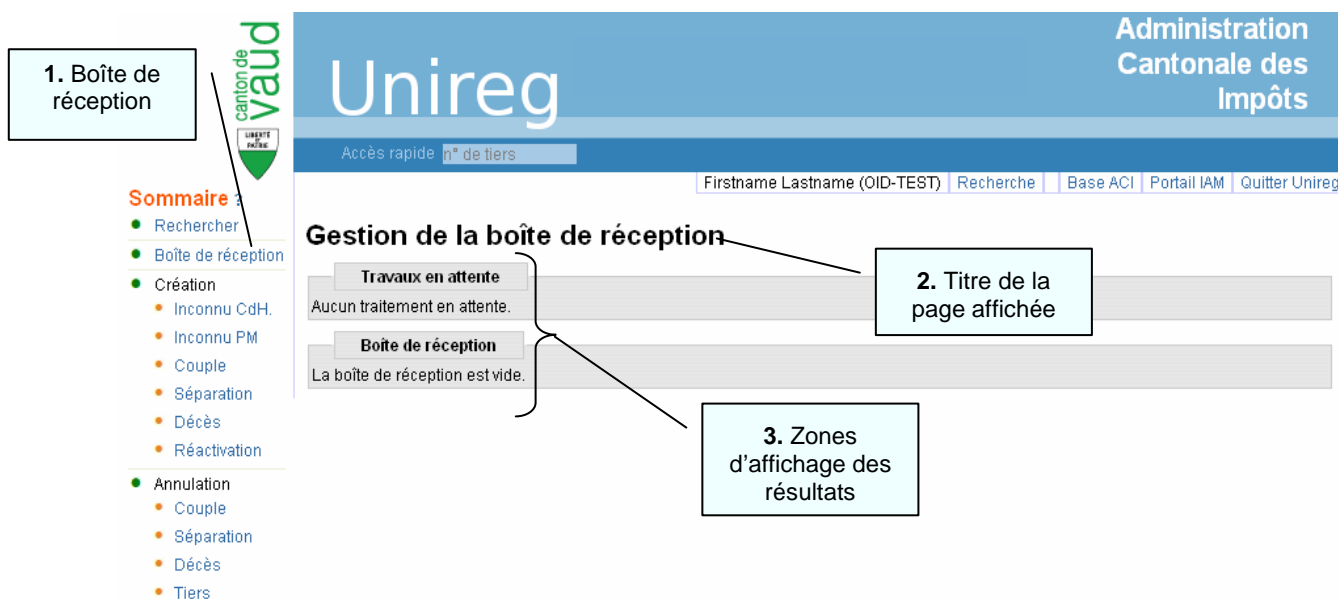 1. Boîte de
réception
canton de
vaud
LIBERTÉ
ET
PATRIE
Unireg
Administration
Cantonale des
Impôts
Accès rapide n° de tiers
Firstname Lastname (OID-TEST) Recherche Base ACI Portail IAM Quitter Unireg
Sommaire ?
Rechercher
Boîte de réception
Création
Inconnu CdH.
Inconnu PM
Couple
Séparation
Décès
Réactivation
Annulation
Couple
Séparation
Décès
Tiers
Gestion de la boîte de réception
Travaux en attente
Aucun traitement en attente.
Boîte de réception
La boîte de réception est vide.
2. Titre de la
page affichée
3. Zones
d’affichage des
résultats